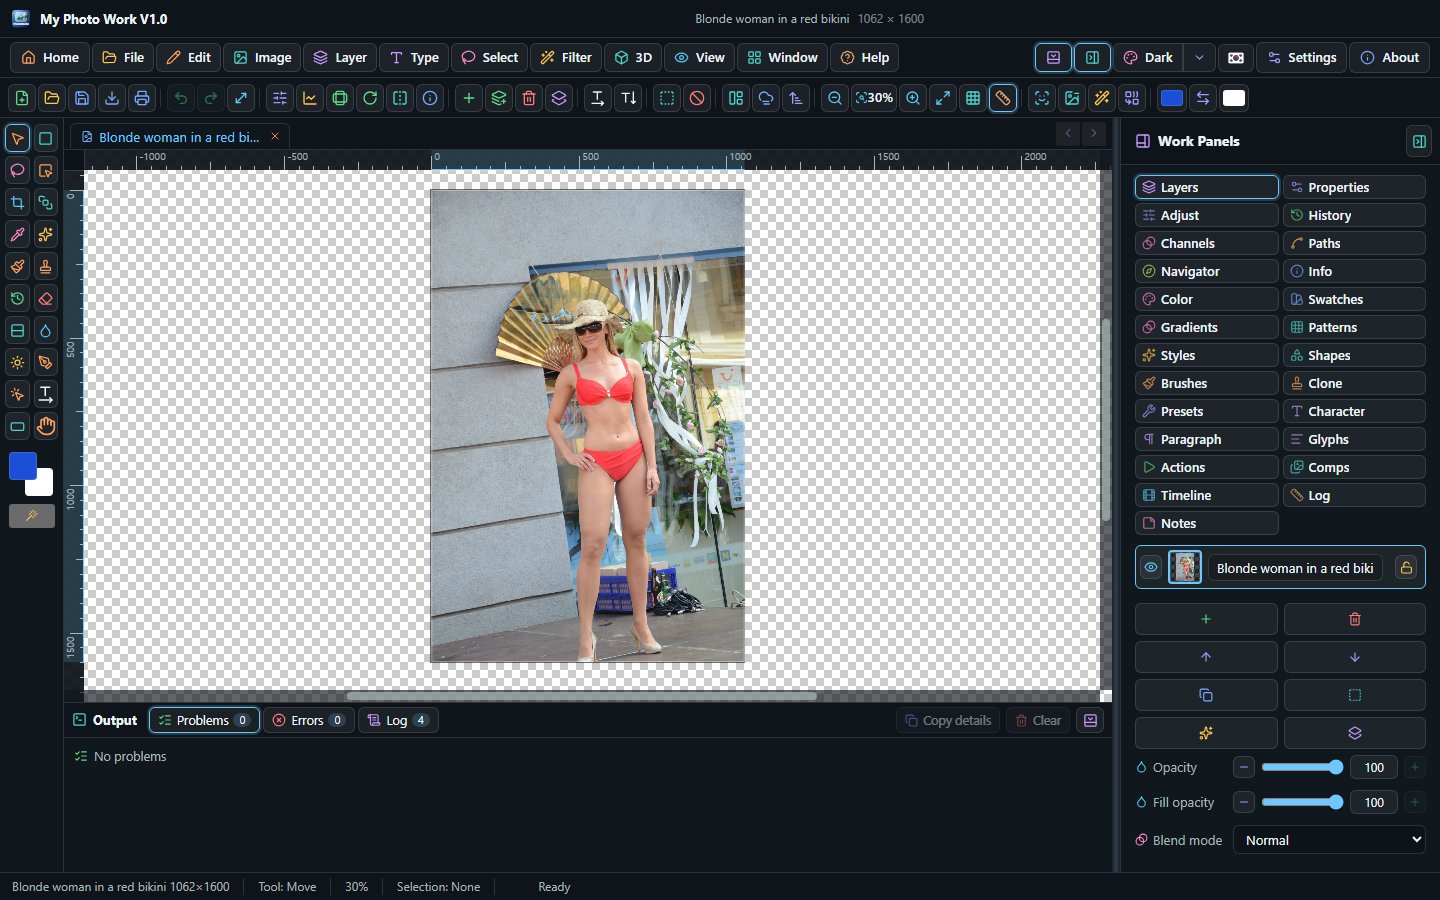 My Photo Work V1.0
Blonde woman in a red bikini 1062 × 1600
Home File Edit Image Layer Type Select Filter 3D View Window Help
Dark Settings About
30%
Blonde woman in a red bi...
-1000 -500 0 500 1000 1500 2000
0
500
1000
1500
Output Problems 0 Errors 0 Log 4 Copy details Clear
No problems
Work Panels
Layers Properties
Adjust History
Channels Paths
Navigator Info
Color Swatches
Gradients Patterns
Styles Shapes
Brushes Clone
Presets Character
Paragraph Glyphs
Actions Comps
Timeline Log
Notes
Blonde woman in a red biki
Opacity 100
Fill opacity 100
Blend mode Normal
Blonde woman in a red bikini 1062×1600 Tool: Move 30% Selection: None Ready